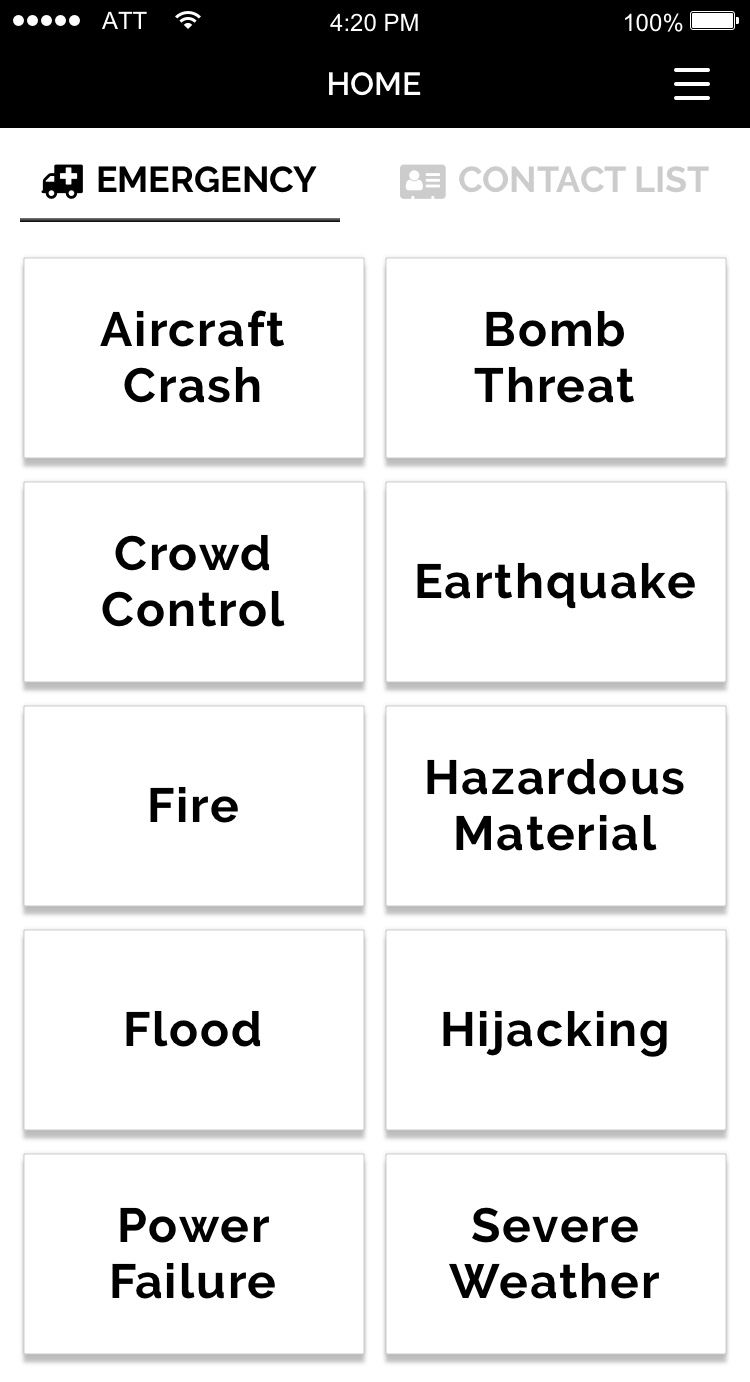 ATT 4:20 PM 100%
HOME
EMERGENCY CONTACT LIST
Aircraft
Crash
Bomb
Threat
Crowd
Control
Earthquake
Fire
Hazardous
Material
Flood
Hijacking
Power
Failure
Severe
Weather